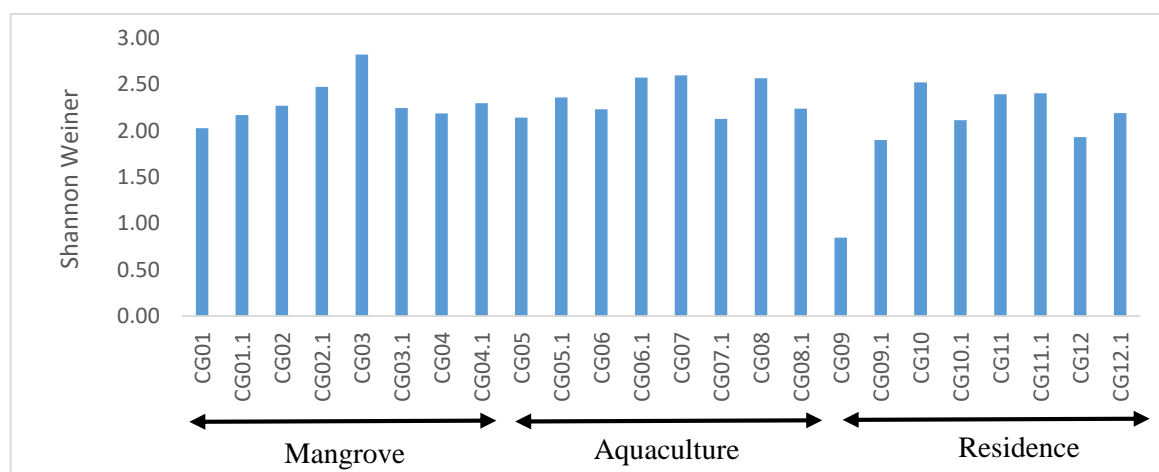 3.00
2.50
2.00
1.50
1.00
0.50
0.00
Shannon Weiner
CG01
CG01.1
CG02
CG02.1
CG03
CG03.1
CG04
CG04.1
CG05
CG05.1
CG06
CG06.1
CG07
CG07.1
CG08
CG08.1
CG09
CG09.1
CG10
CG10.1
CG11
CG11.1
CG12
CG12.1
Mangrove
Aquaculture
Residence